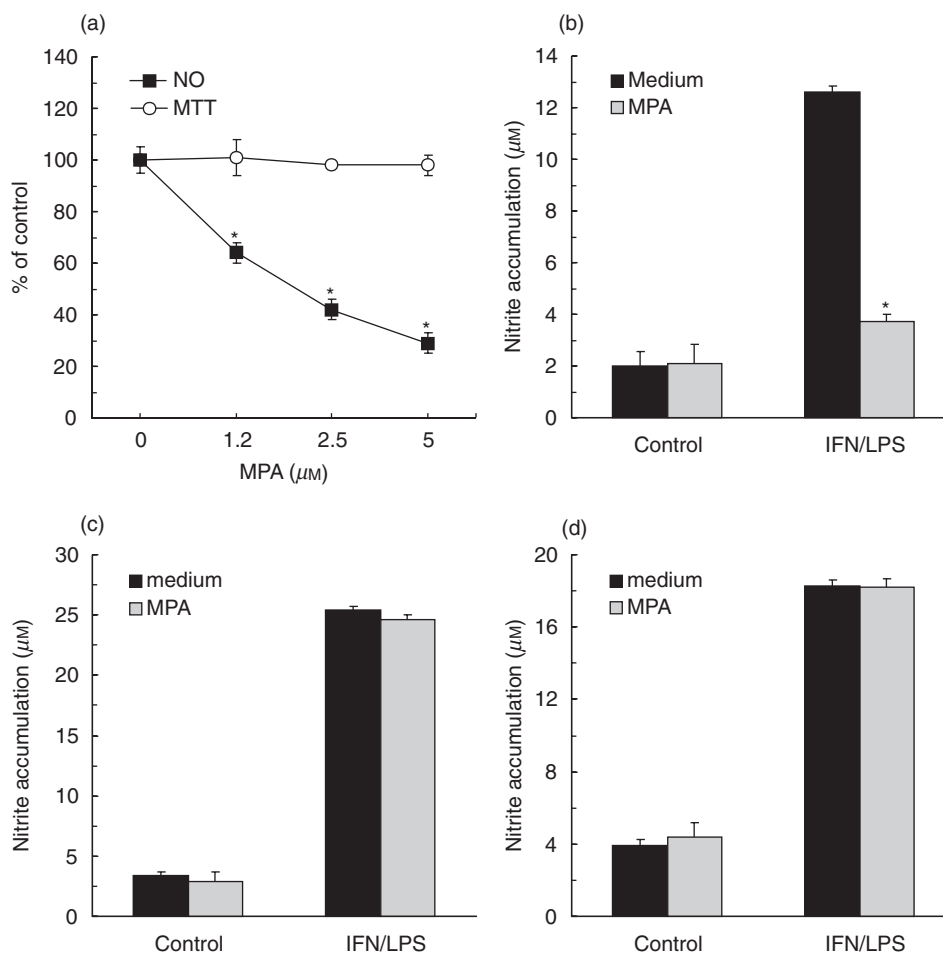 (a)
140
120
100
80
60
40
20
0
% of control
NO
MTT
*
*
*
0
1.2
2.5
5
MPA (μM)
(b)
14
12
10
8
6
4
2
0
Nitrite accumulation (μM)
Medium
MPA
*
Control
IFN/LPS
(c)
30
25
20
15
10
5
0
Nitrite accumulation (μM)
medium
MPA
Control
IFN/LPS
(d)
20
16
12
8
4
0
Nitrite accumulation (μM)
medium
MPA
Control
IFN/LPS